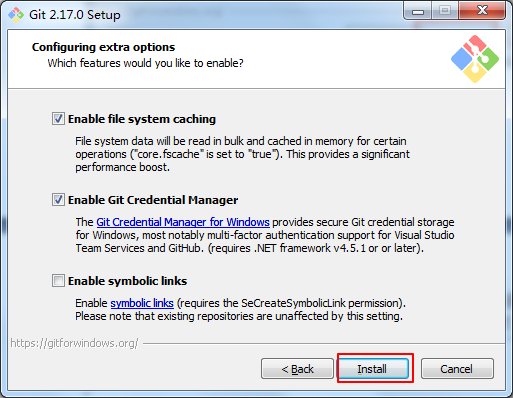 Git 2.17.0 Setup
Configuring extra options
Which features would you like to enable?
Enable file system caching
File system data will be read in bulk and cached in memory for certain
operations ("core.fscache" is set to "true"). This provides a significant
performance boost.
Enable Git Credential Manager
The Git Credential Manager for Windows provides secure Git credential storage
for Windows, most notably multi-factor authentication support for Visual Studio
Team Services and GitHub. (requires .NET framework v4.5.1 or or later).
Enable symbolic links
Enable symbolic links (requires the SeCreateSymbolicLink permission).
Please note that existing repositories are unaffected by this setting.
https://gitforwindows.org/
< Back
Install
Cancel